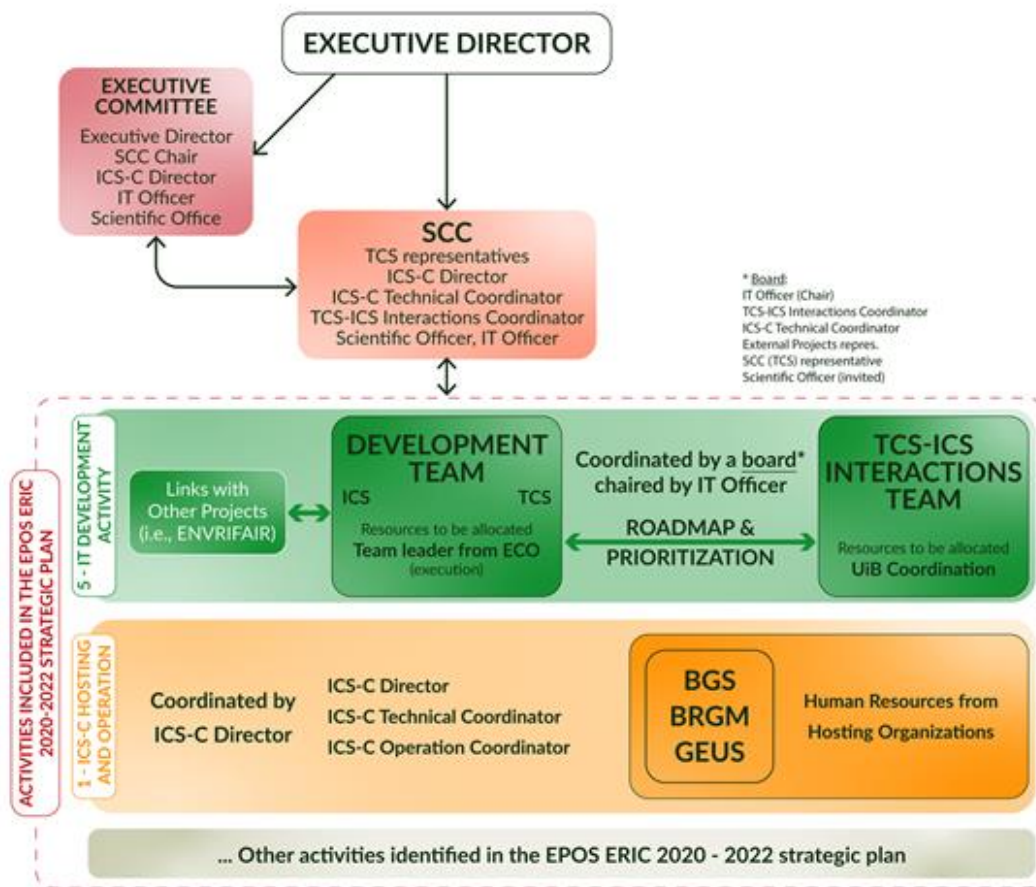 EXECUTIVE DIRECTOR
EXECUTIVE
COMMITTEE
Executive Director
SCC Chair
ICS-C Director
IT Officer
Scientific Office
SCC
TCS representatives
ICS-C Director
ICS-C Technical Coordinator
TCS-ICS Interactions Coordinator
Scientific Officer, IT Officer
* Board:
IT Officer (Chair)
TCS-ICS Interactions Coordinator
ICS-C Technical Coordinator
External Projects repres.
SCC (TCS) representative
Scientific Officer (invited)
ACTIVITIES INCLUDED IN THE EPOS ERIC
2020-2022 STRATEGIC PLAN
5 - IT DEVELOPMENT
ACTIVITY
Links with
Other Projects
(i.e., ENVRIFAIR)
DEVELOPMENT
TEAM
ICS TCS
Resources to be allocated
Team leader from ECO
(execution)
Coordinated by a board*
chaired by IT Officer
ROADMAP &
PRIORITIZATION
TCS-ICS
INTERACTIONS
TEAM
Resources to be allocated
UiB Coordination
1 - ICS-C HOSTING
AND OPERATION
Coordinated by
ICS-C Director
ICS-C Director
ICS-C Technical Coordinator
ICS-C Operation Coordinator
BGS
BRGM
GEUS
Human Resources from
Hosting Organizations
... Other activities identified in the EPOS ERIC 2020 - 2022 strategic plan